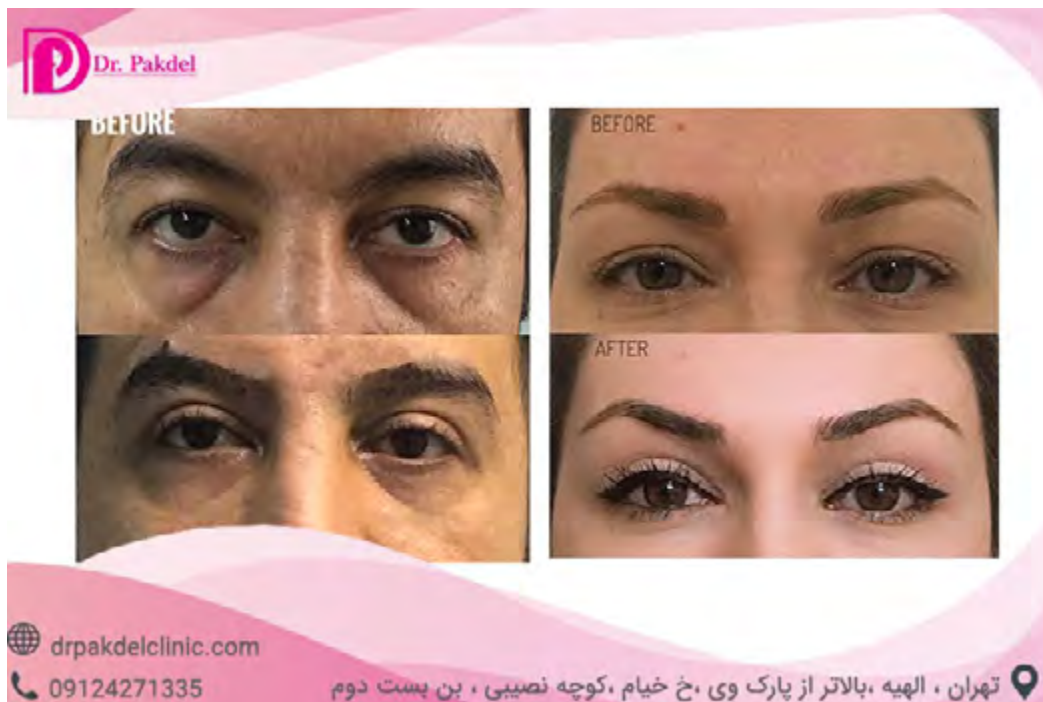 Dr. Pakdel
BEFORE
BEFORE
AFTER
drpakdelclinic.com
09124271335
تهران ، الهیه ،بالاتر از پارک وی ،خ خیام ،کوچه نصیبی ، بن بست دوم